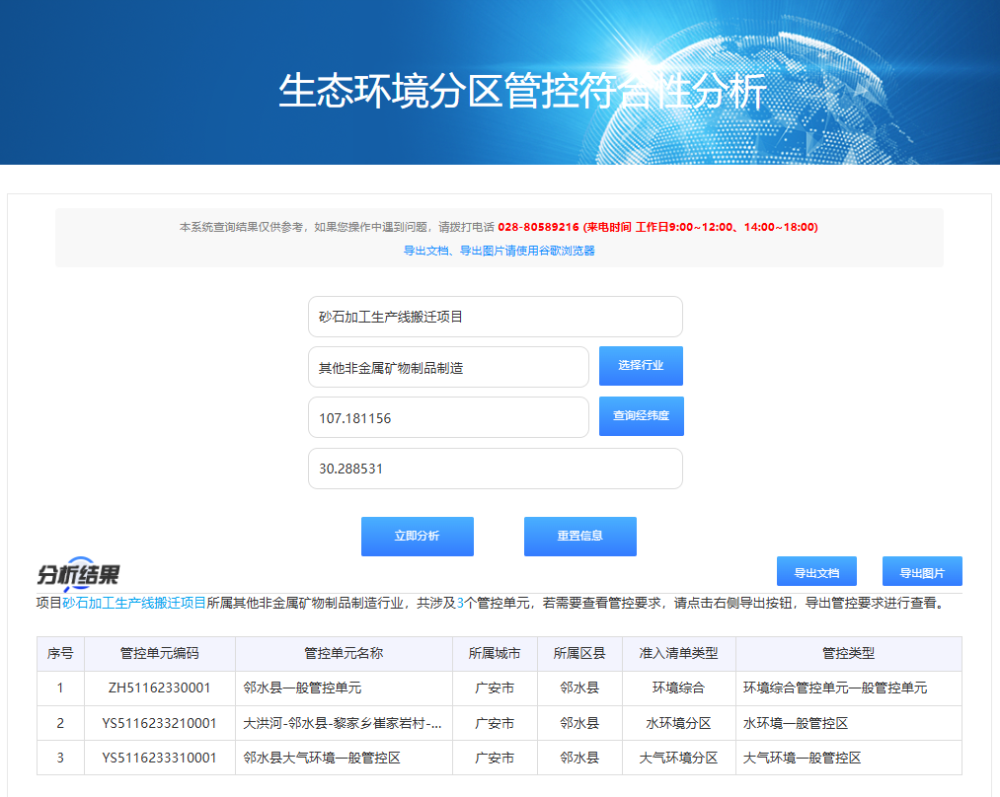 生态环境分区管控符合性分析
本系统查询结果仅供参考，如果您操作中遇到问题，请拨打电话 028-80589216 (来电时间 工作日9:00~12:00、14:00~18:00)
导出文档、导出图片请使用谷歌浏览器
砂石加工生产线搬迁项目
其他非金属矿物制品制造 选择行业
107.181156 查询经纬度
30.288531
立即分析 重置信息
分析结果 导出文档 导出图片
项目砂石加工生产线搬迁项目所属其他非金属矿物制品制造行业，共涉及3个管控单元，若需要查看管控要求，请点击右侧导出按钮，导出管控要求进行查看。
序号 管控单元编码 管控单元名称 所属城市 所属区县 准入清单类型 管控类型
1 ZH51162330001 邻水县一般管控单元 广安市 邻水县 环境综合 环境综合管控单元一般管控单元
2 YS5116233210001 大洪河-邻水县-黎家乡崔家岩村-... 广安市 邻水县 水环境分区 水环境一般管控区
3 YS5116233310001 邻水县大气环境一般管控区 广安市 邻水县 大气环境分区 大气环境一般管控区